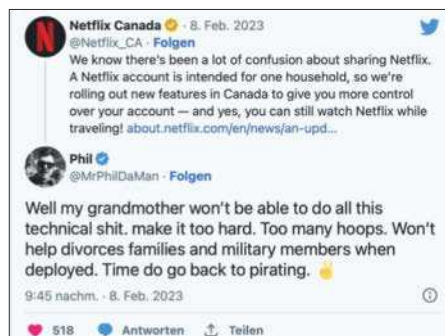 Netflix Canada · 8. Feb. 2023
@Netflix_CA · Folgen
We know there's been a lot of confusion about sharing Netflix.
A Netflix account is intended for one household, so we're
rolling out new features in Canada to give you more control
over your account — and yes, you can still watch Netflix while
traveling! about.netflix.com/en/news/an-upd...
Phil
@MrPhilDaMan · Folgen
Well my grandmother won't be able to do all this
technical shit. make it too hard. Too many hoops. Won't
help divorces families and military members when
deployed. Time do go back to pirating. ✌
9:45 nachm. · 8. Feb. 2023
518 Antworten Teilen